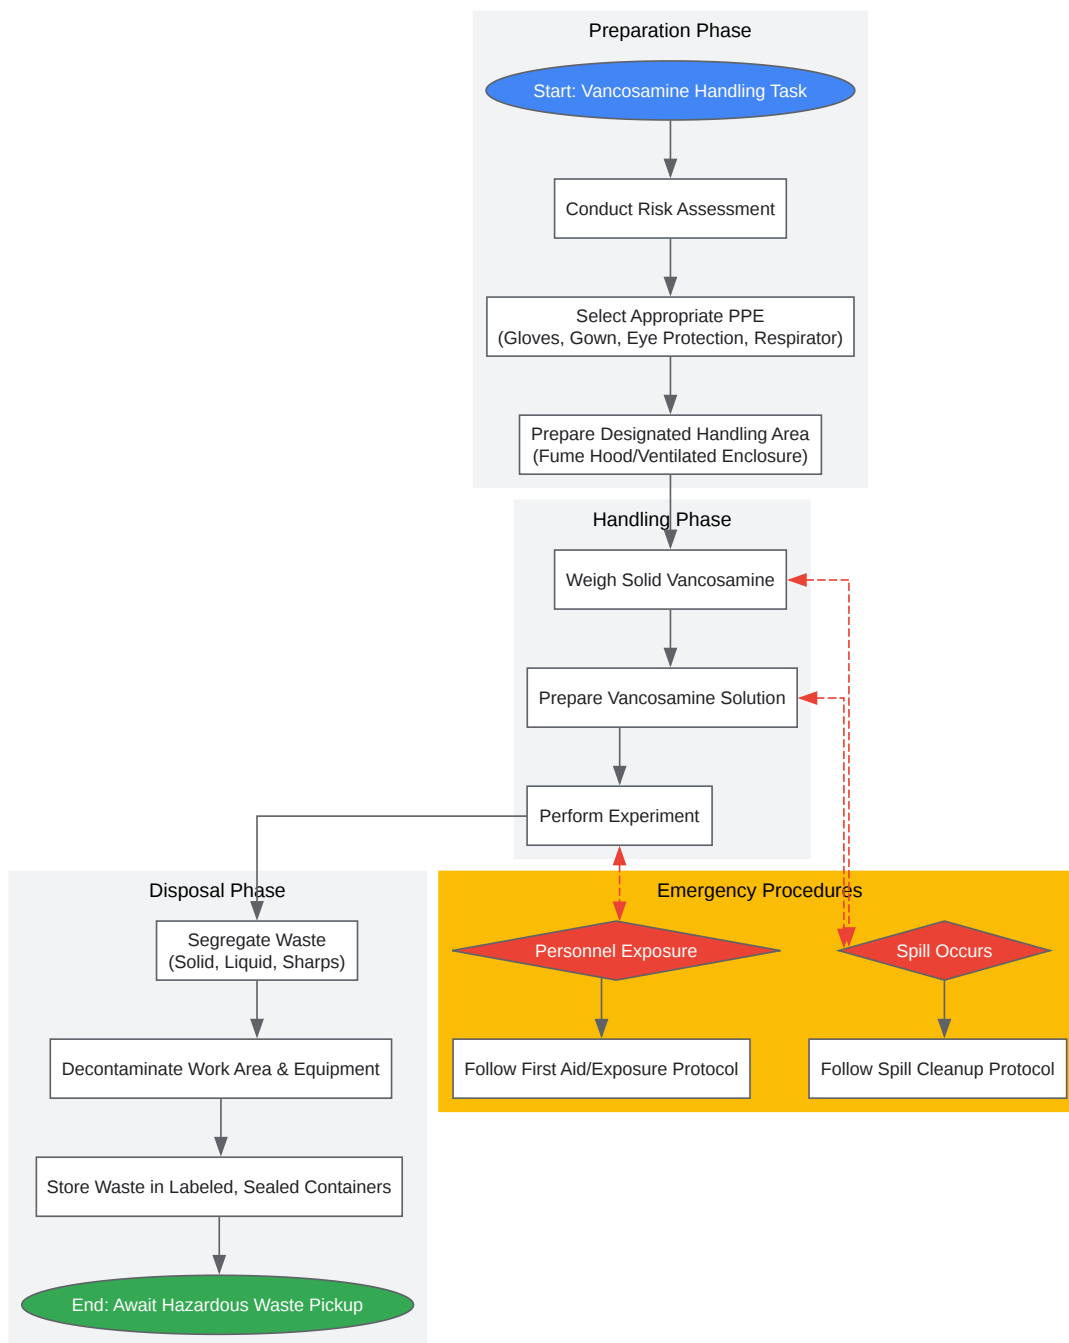 Preparation Phase
Start: Vancosamine Handling Task
Conduct Risk Assessment
Select Appropriate PPE
(Gloves, Gown, Eye Protection, Respirator)
Prepare Designated Handling Area
(Fume Hood/Ventilated Enclosure)
Handling Phase
Weigh Solid Vancosamine
Prepare Vancosamine Solution
Perform Experiment
Disposal Phase
Segregate Waste
(Solid, Liquid, Sharps)
Decontaminate Work Area & Equipment
Store Waste in Labeled, Sealed Containers
End: Await Hazardous Waste Pickup
Emergency Procedures
Personnel Exposure
Spill Occurs
Follow First Aid/Exposure Protocol
Follow Spill Cleanup Protocol